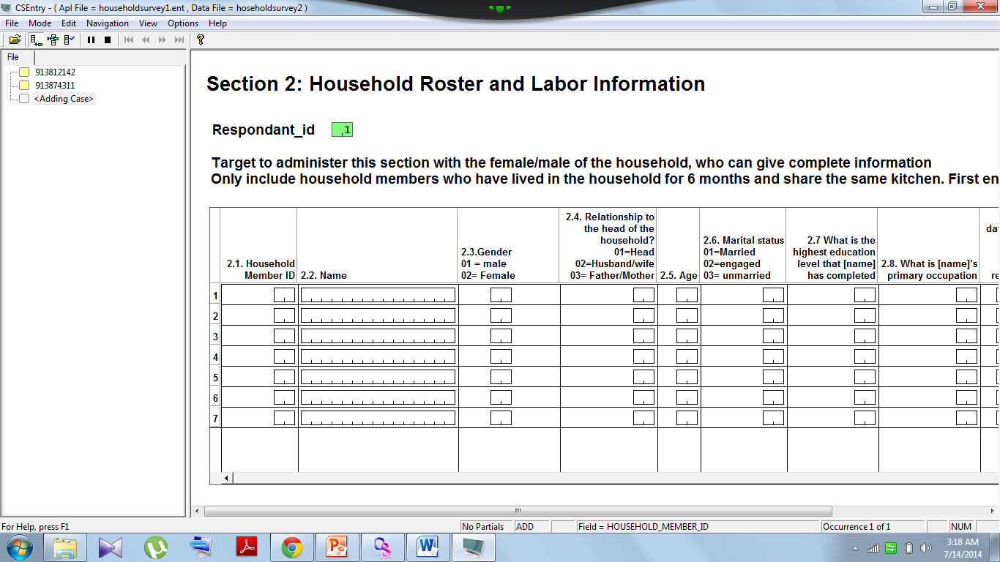 CSEntry - ( Apl File = householdsurvey1.ent , Data File = hoseholdsurvey2 )
File Mode Edit Navigation View Options Help
File
913812142
913874311
<Adding Case>
Section 2: Household Roster and Labor Information
Respondant_id 1
Target to administer this section with the female/male of the household, who can give complete information
Only include household members who have lived in the household for 6 months and share the same kitchen. First en
2.1. Household
Member ID
2.2. Name
2.3.Gender
01 = male
02= Female
2.4. Relationship to
the head of the
household?
01=Head
02=Husband/wife
03= Father/Mother
2.5. Age
2.6. Marital status
01=Married
02=engaged
03= unmarried
2.7 What is the
highest education
level that [name]
has completed
2.8. What is [name]'s
primary occupation
da
re
1
2
3
4
5
6
7
For Help, press F1
No Partials ADD Field = HOUSEHOLD_MEMBER_ID Occurrence 1 of 1 NUM
3:18 AM
7/14/2014